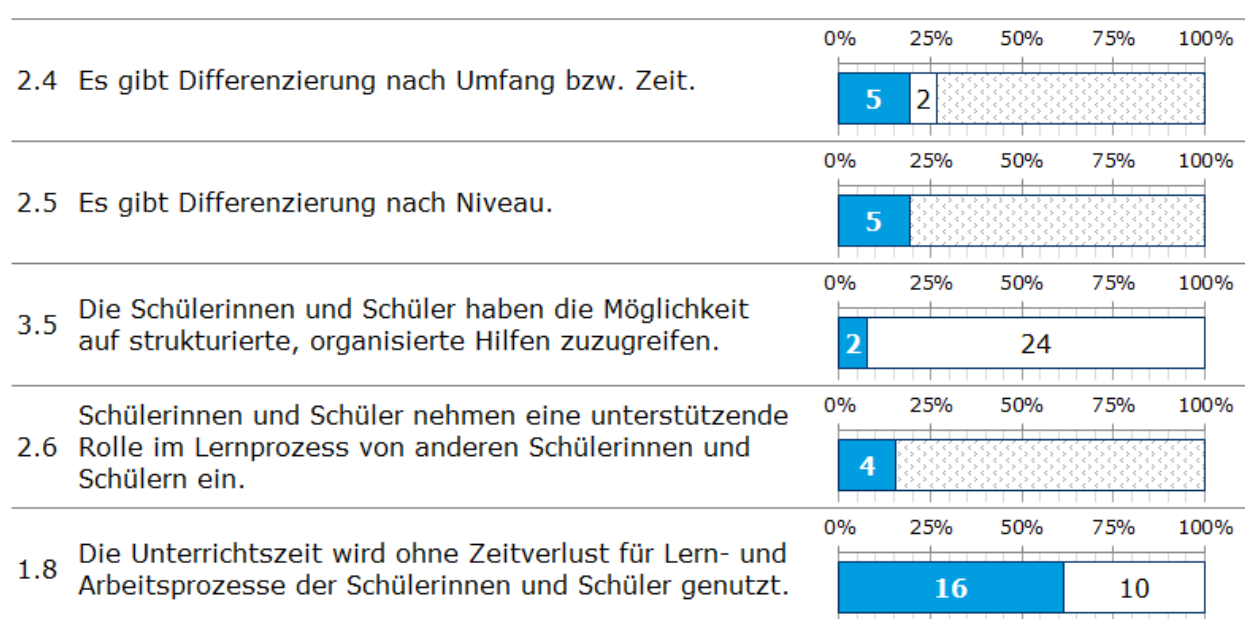 0% 25% 50% 75% 100%
2.4 Es gibt Differenzierung nach Umfang bzw. Zeit.
5 2
0% 25% 50% 75% 100%
2.5 Es gibt Differenzierung nach Niveau.
5
0% 25% 50% 75% 100%
3.5 Die Schülerinnen und Schüler haben die Möglichkeit
auf strukturierte, organisierte Hilfen zuzugreifen.
2 24
0% 25% 50% 75% 100%
Schülerinnen und Schüler nehmen eine unterstützende
2.6 Rolle im Lernprozess von anderen Schülerinnen und
Schülern ein.
4
0% 25% 50% 75% 100%
1.8 Die Unterrichtszeit wird ohne Zeitverlust für Lern- und
Arbeitsprozesse der Schülerinnen und Schüler genutzt.
16 10